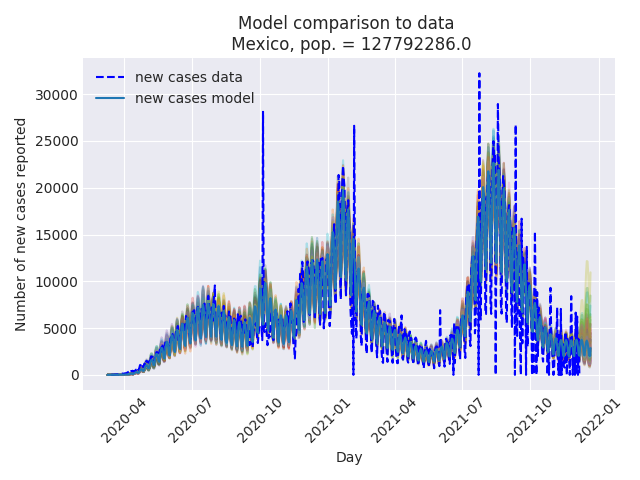 Model comparison to data
Mexico, pop. = 127792286.0
new cases data
new cases model
Number of new cases reported
30000
25000
20000
15000
10000
5000
0
2020-04
2020-07
2020-10
2021-01
2021-04
2021-07
2021-10
2022-01
Day